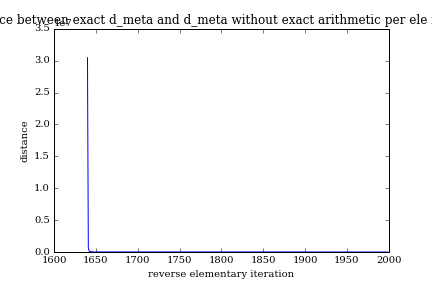 ce between exact d_meta and d_meta without exact arithmetic per ele
1e7
3.5
3.0
2.5
2.0
1.5
1.0
0.5
0.0
distance
1600 1650 1700 1750 1800 1850 1900 1950 2000
reverse elementary iteration